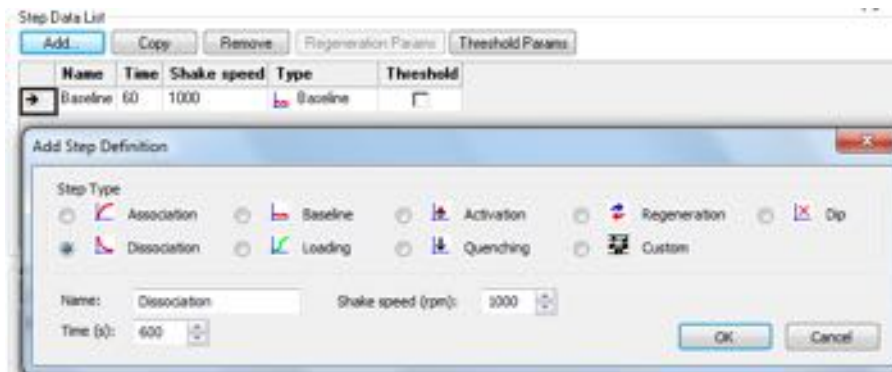 Step Data List
Add... Copy Remove Regeneration Params Threshold Params
Name Time Shake speed Type Threshold
Baseline 60 1000 Baseline
Add Step Definition
Step Type
Association Baseline Activation Regeneration Dip
Dissociation Loading Quenching Custom
Name: Dissociation Shake speed (rpm): 1000
Time (s): 600 OK Cancel